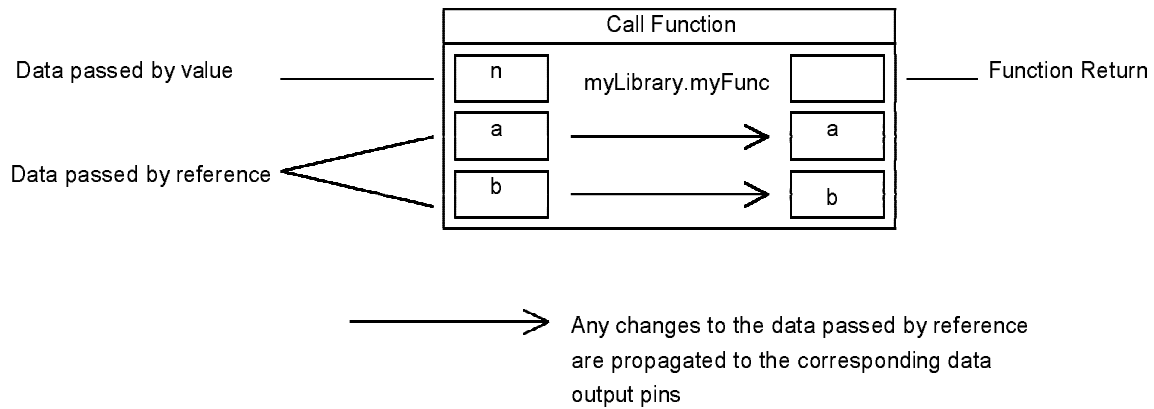 Call Function
Data passed by value
n
myLibrary.myFunc
Function Return
a
a
Data passed by reference
b
b
Any changes to the data passed by reference
are propagated to the corresponding data
output pins